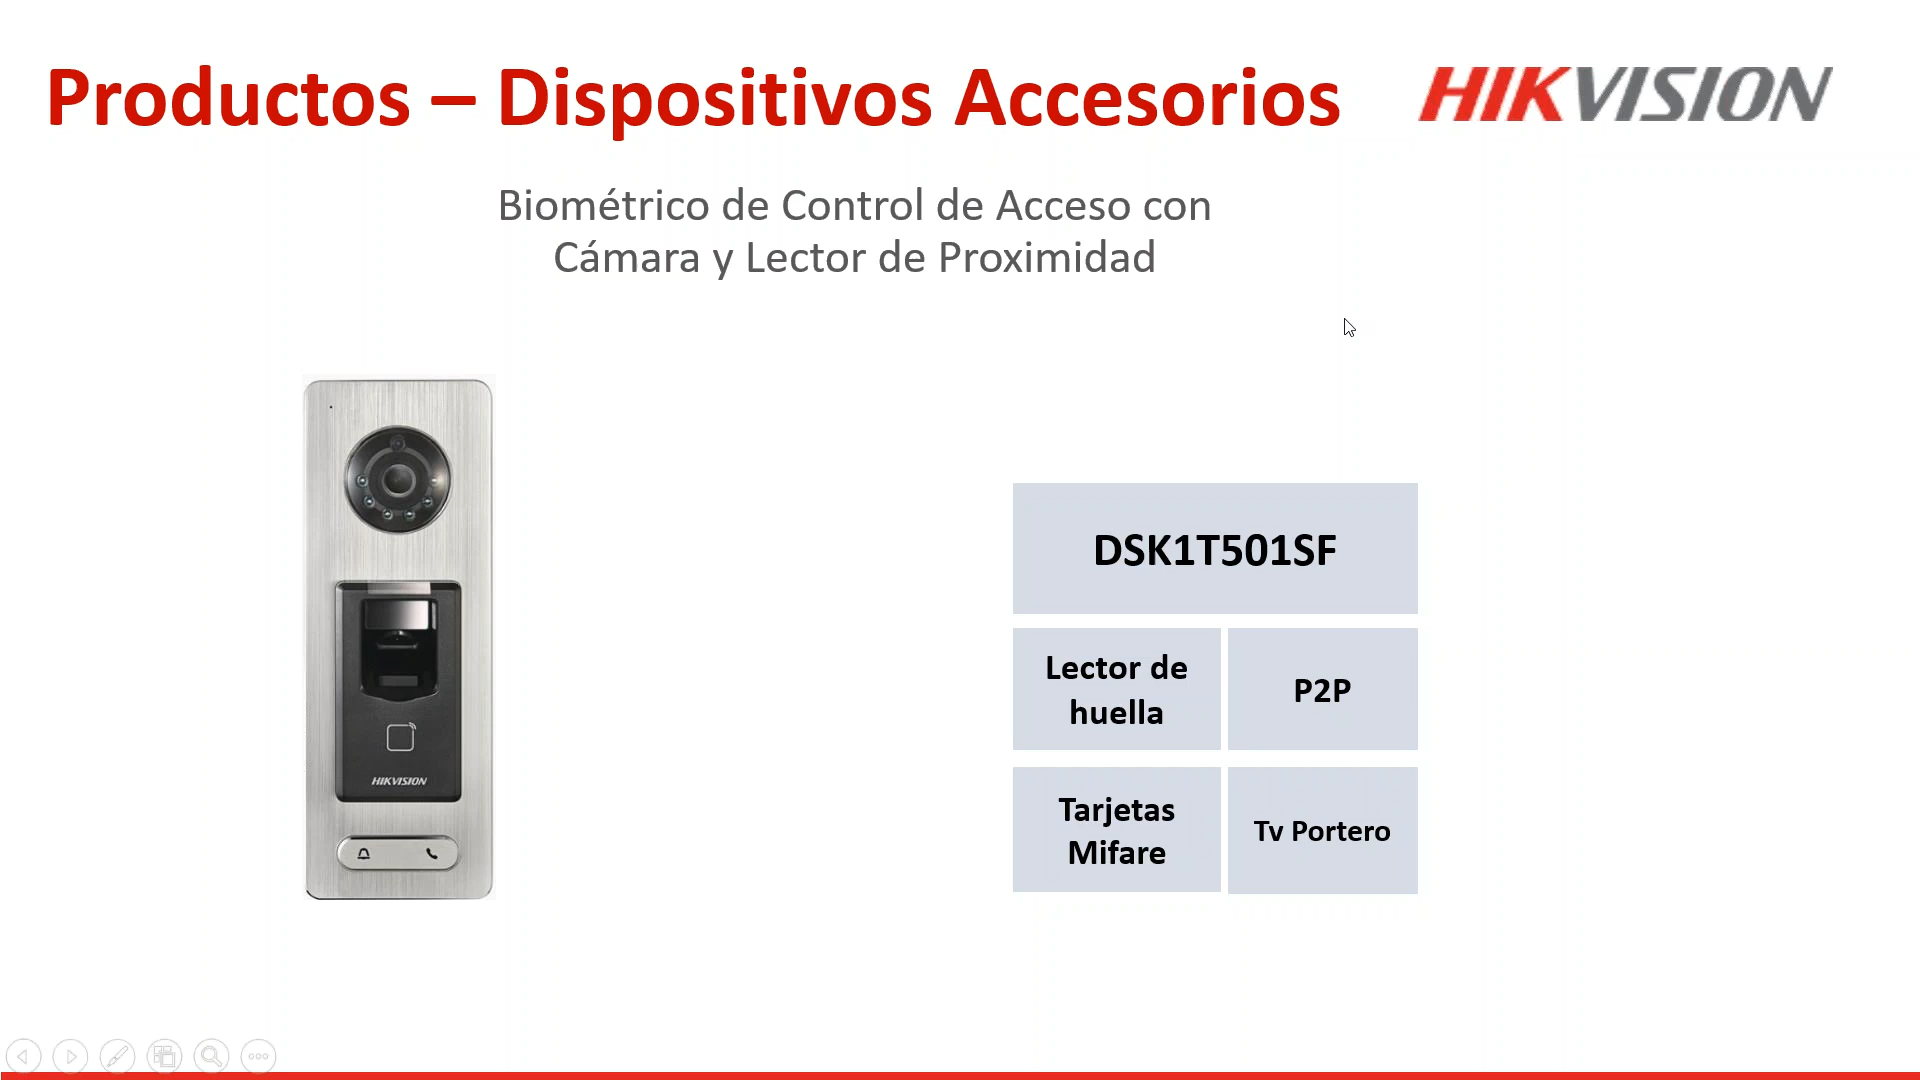 Productos – Dispositivos Accesorios
HIKVISION
Biométrico de Control de Acceso con
Cámara y Lector de Proximidad
HIKVISION
DSK1T501SF
Lector de
huella
P2P
Tarjetas
Mifare
Tv Portero